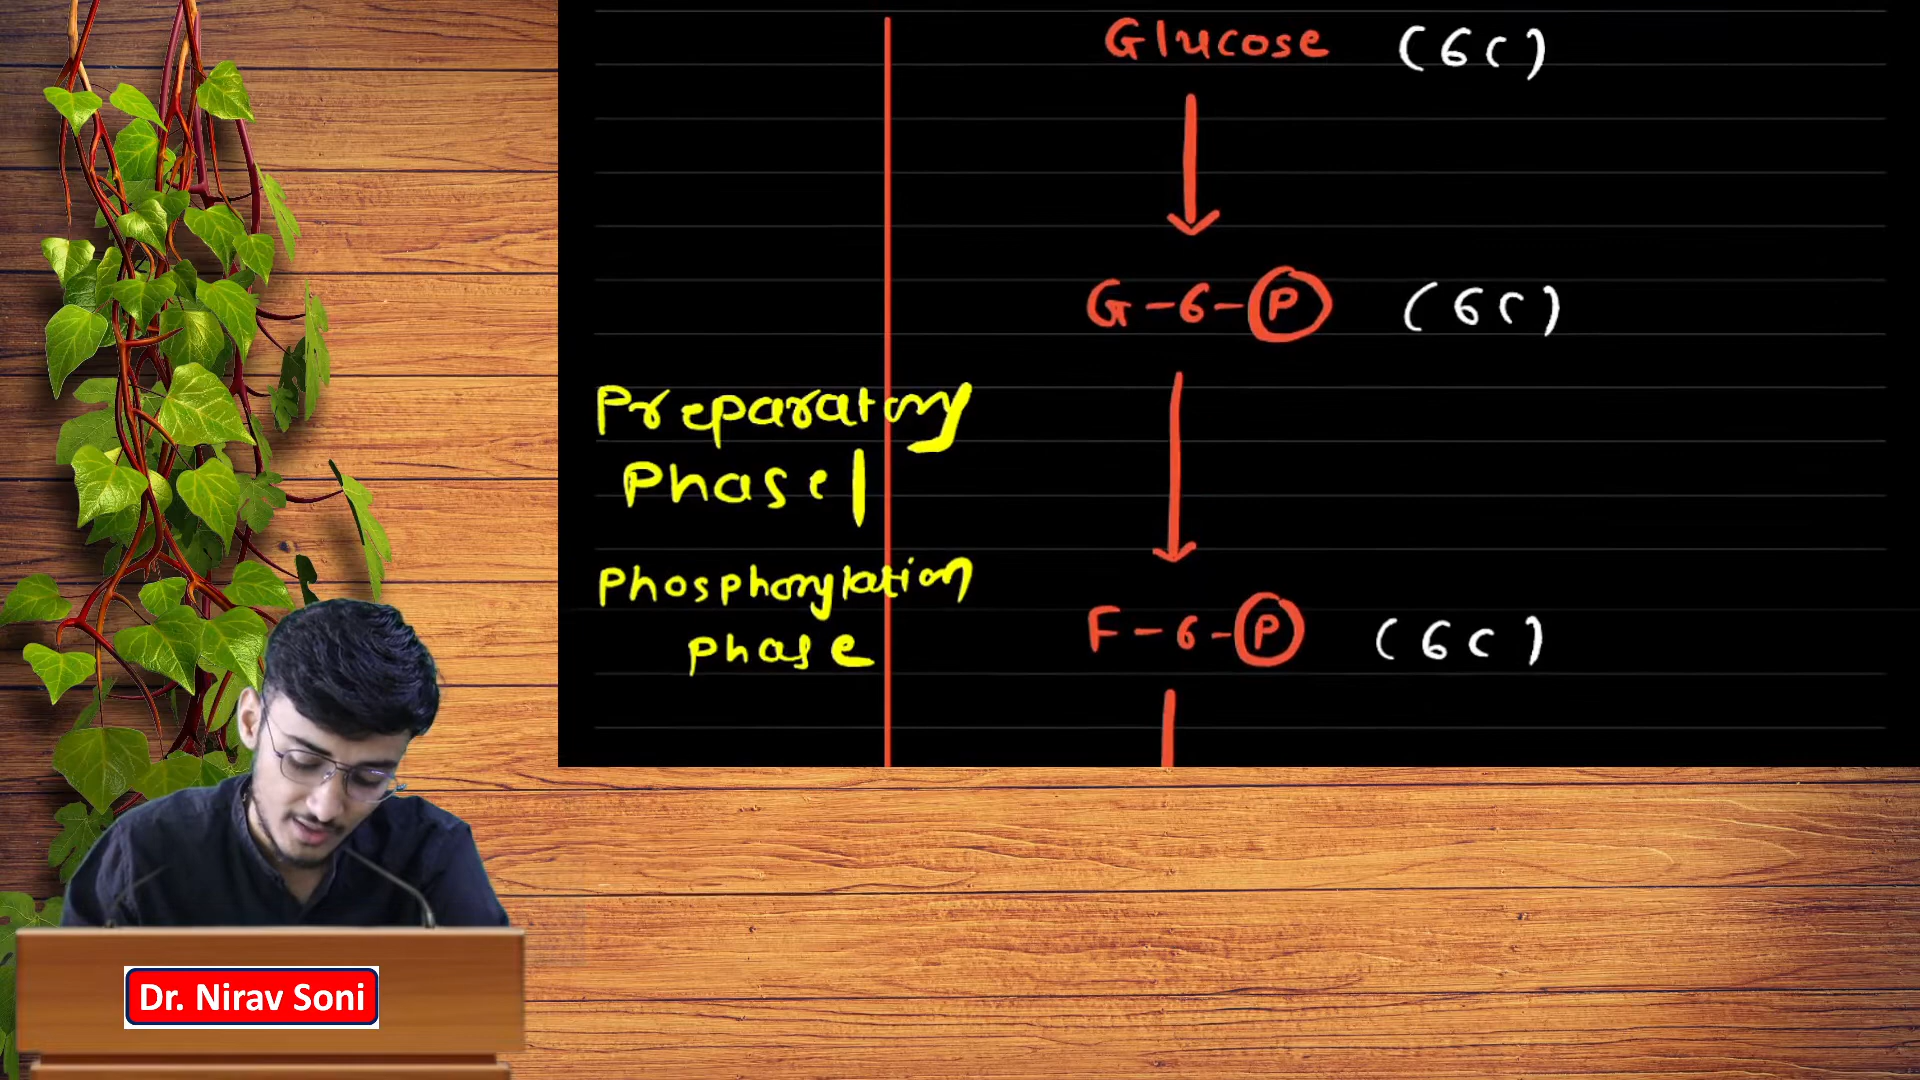 Glucose (6C)
G-6-P (6C)
Preparatory
Phase |
Phosphorylation
phase
F-6-P (6C)
Dr. Nirav Soni